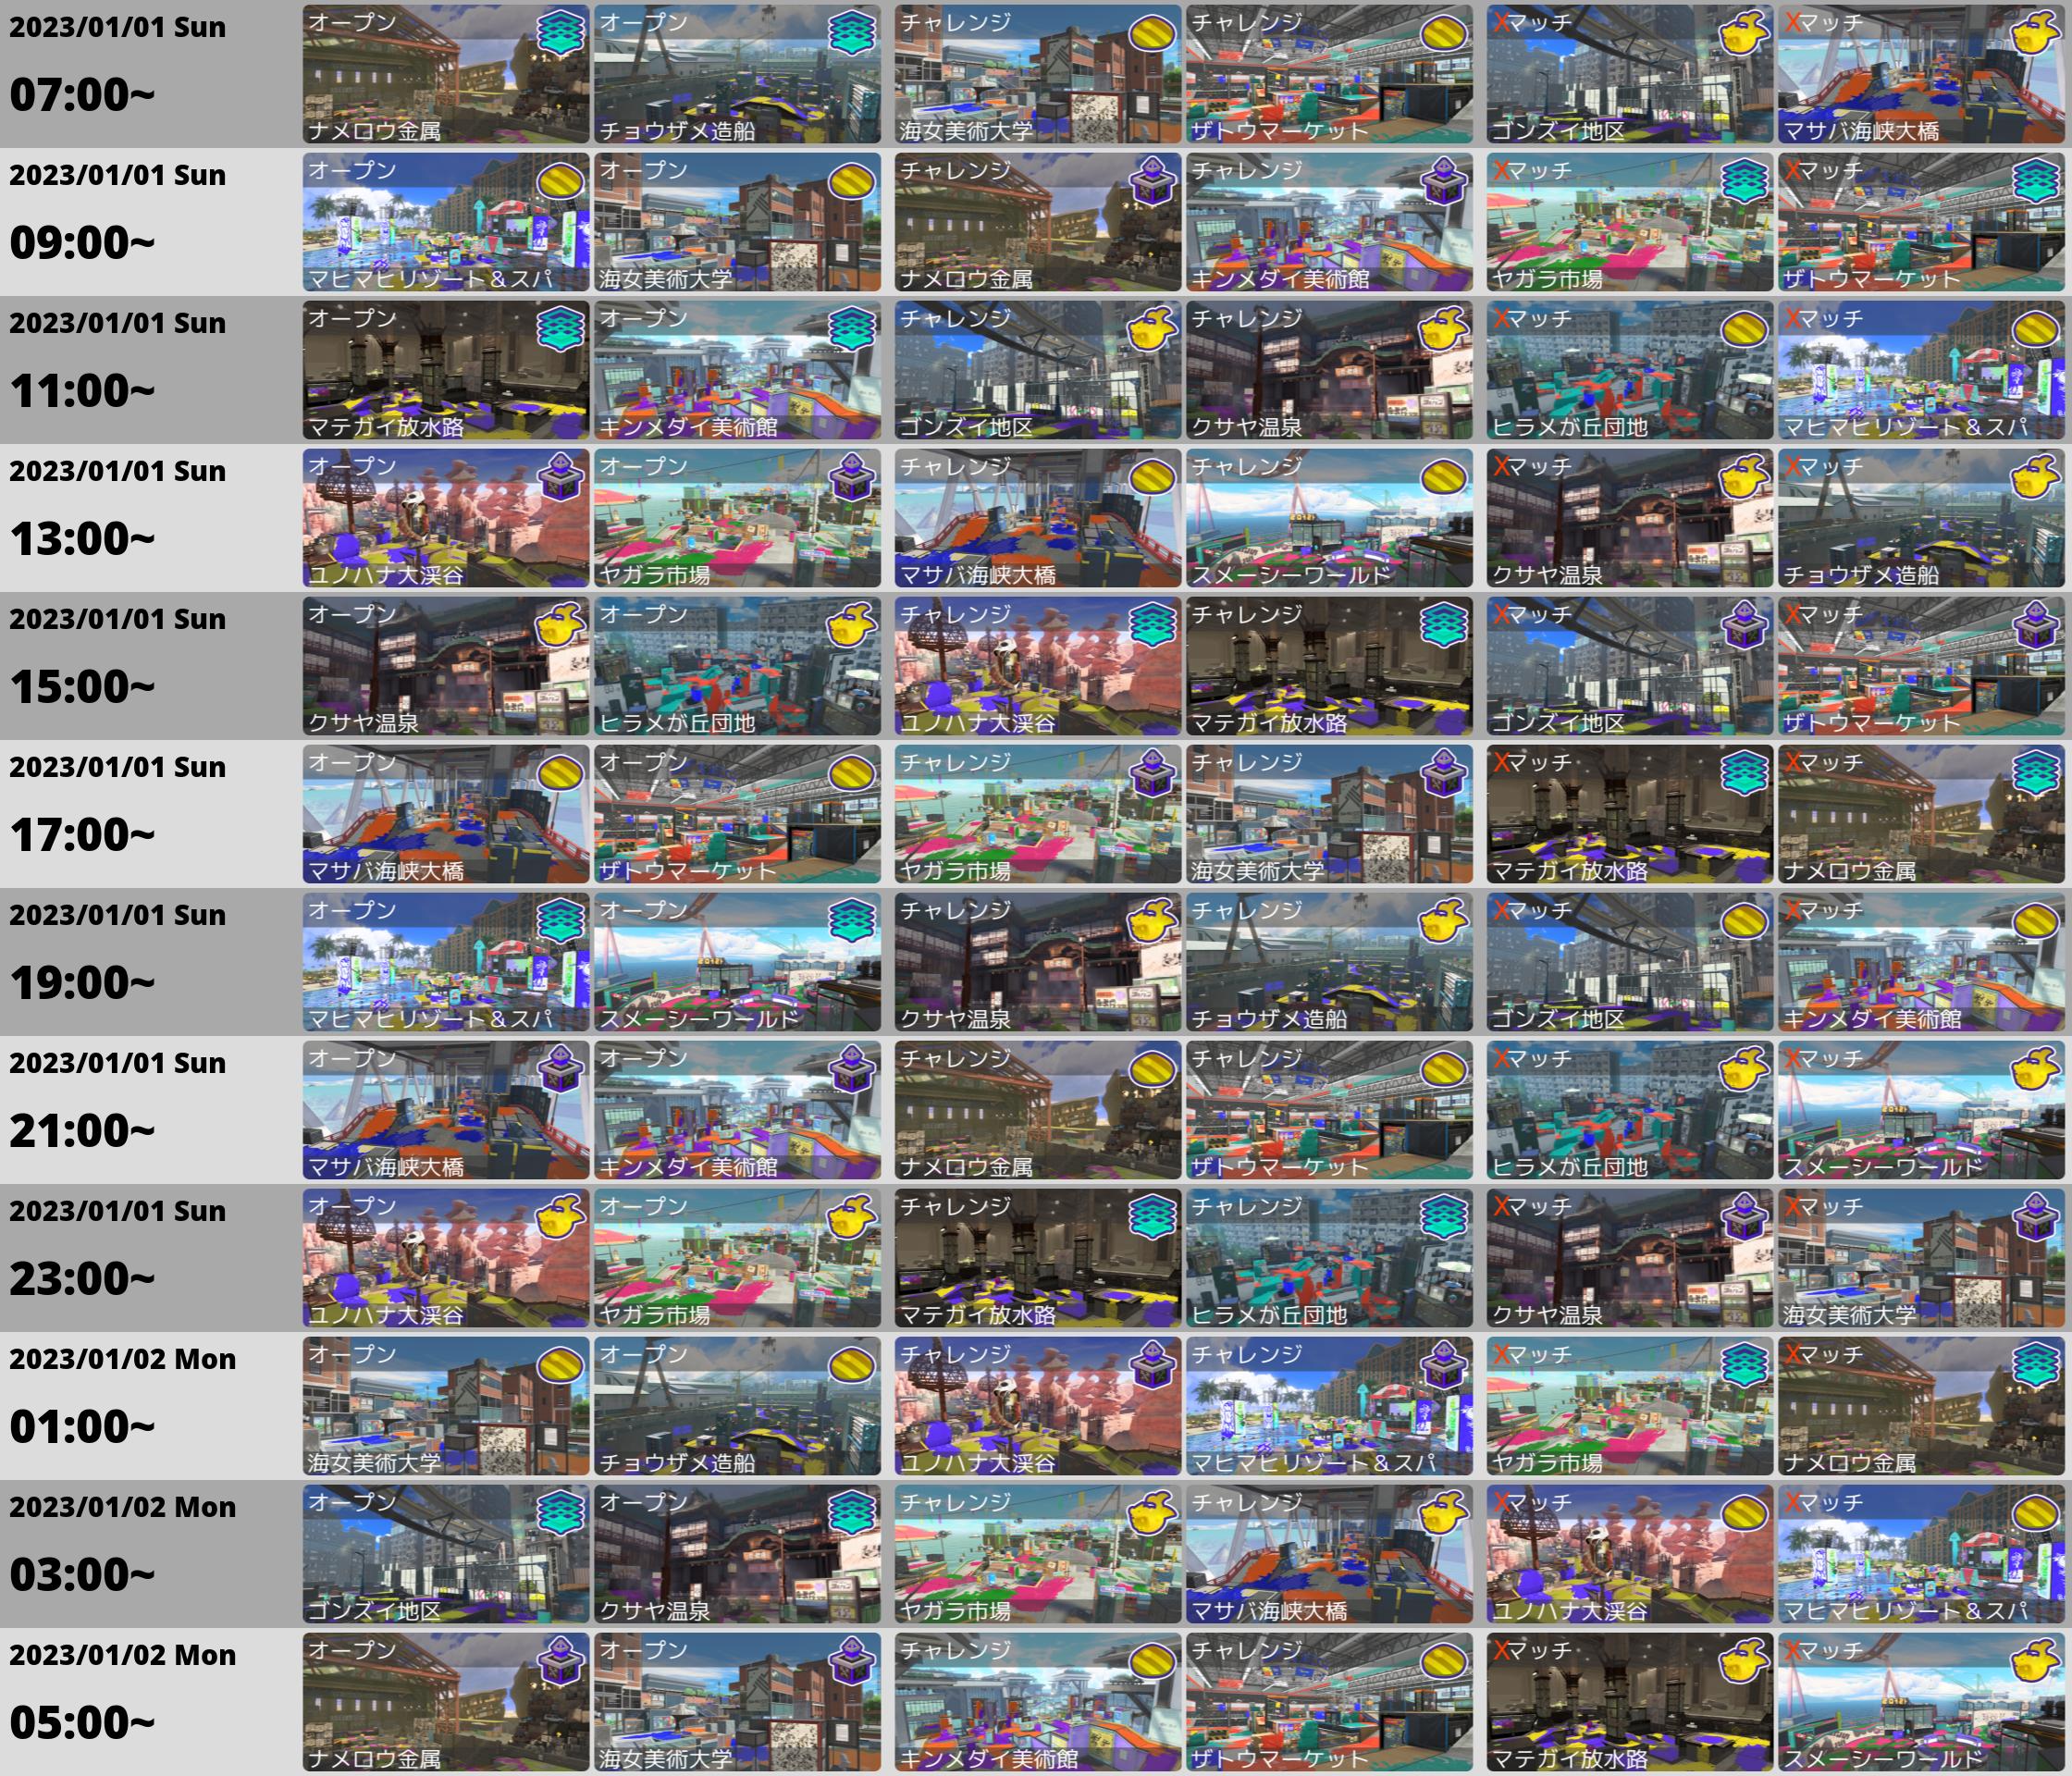 2023/01/01 Sun
07:00~
オープン
ナメロウ金属
オープン
チョウザメ造船
チャレンジ
海女美術大学
チャレンジ
ザトウマーケット
Xマッチ
ゴンズイ地区
Xマッチ
マサバ海峡大橋
2023/01/01 Sun
09:00~
オープン
マヒマヒリゾート＆スパ
オープン
海女美術大学
チャレンジ
ナメロウ金属
チャレンジ
キンメダイ美術館
Xマッチ
ヤガラ市場
Xマッチ
ザトウマーケット
2023/01/01 Sun
11:00~
オープン
マテガイ放水路
オープン
キンメダイ美術館
チャレンジ
ゴンズイ地区
チャレンジ
クサヤ温泉
Xマッチ
ヒラメが丘団地
Xマッチ
マヒマヒリゾート＆スパ
2023/01/01 Sun
13:00~
オープン
ユノハナ大渓谷
オープン
ヤガラ市場
チャレンジ
マサバ海峡大橋
チャレンジ
スメーシーワールド
Xマッチ
クサヤ温泉
Xマッチ
チョウザメ造船
2023/01/01 Sun
15:00~
オープン
クサヤ温泉
オープン
ヒラメが丘団地
チャレンジ
ユノハナ大渓谷
チャレンジ
マテガイ放水路
Xマッチ
ゴンズイ地区
Xマッチ
ザトウマーケット
2023/01/01 Sun
17:00~
オープン
マサバ海峡大橋
オープン
ザトウマーケット
チャレンジ
ヤガラ市場
チャレンジ
海女美術大学
Xマッチ
マテガイ放水路
Xマッチ
ナメロウ金属
2023/01/01 Sun
19:00~
オープン
マヒマヒリゾート＆スパ
オープン
スメーシーワールド
チャレンジ
クサヤ温泉
チャレンジ
チョウザメ造船
Xマッチ
ゴンズイ地区
Xマッチ
キンメダイ美術館
2023/01/01 Sun
21:00~
オープン
マサバ海峡大橋
オープン
キンメダイ美術館
チャレンジ
ナメロウ金属
チャレンジ
ザトウマーケット
Xマッチ
ヒラメが丘団地
Xマッチ
スメーシーワールド
2023/01/01 Sun
23:00~
オープン
ユノハナ大渓谷
オープン
ヤガラ市場
チャレンジ
マテガイ放水路
チャレンジ
ヒラメが丘団地
Xマッチ
クサヤ温泉
Xマッチ
海女美術大学
2023/01/02 Mon
01:00~
オープン
海女美術大学
オープン
チョウザメ造船
チャレンジ
ユノハナ大渓谷
チャレンジ
マヒマヒリゾート＆スパ
Xマッチ
ヤガラ市場
Xマッチ
ナメロウ金属
2023/01/02 Mon
03:00~
オープン
ゴンズイ地区
オープン
クサヤ温泉
チャレンジ
ヤガラ市場
チャレンジ
マサバ海峡大橋
Xマッチ
ユノハナ大渓谷
Xマッチ
マヒマヒリゾート＆スパ
2023/01/02 Mon
05:00~
オープン
ナメロウ金属
オープン
海女美術大学
チャレンジ
キンメダイ美術館
チャレンジ
ザトウマーケット
Xマッチ
マテガイ放水路
Xマッチ
スメーシーワールド